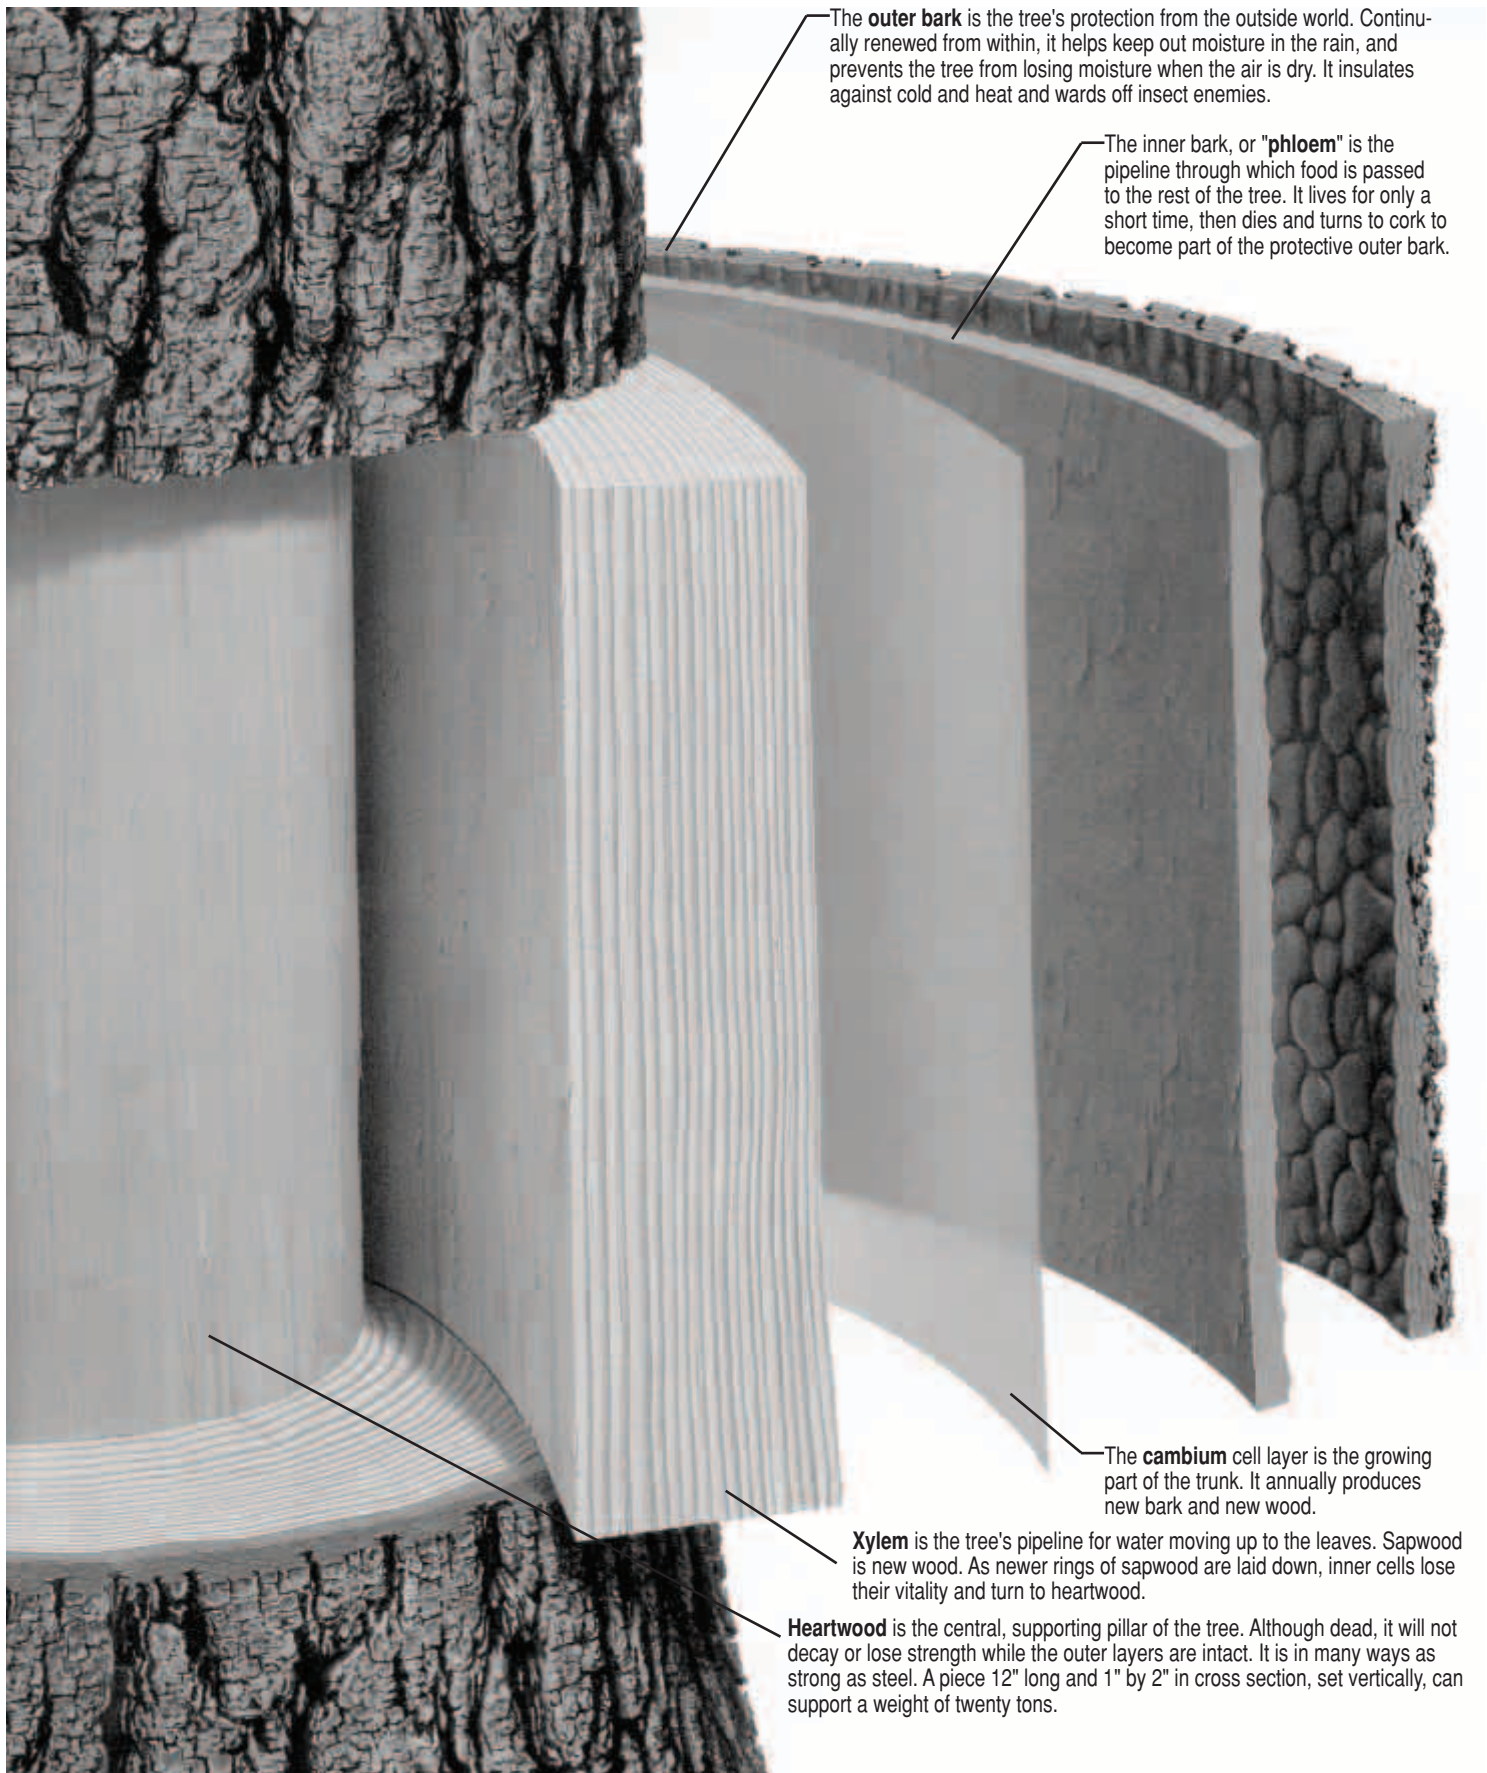 The outer bark is the tree's protection from the outside world. Continu-
ally renewed from within, it helps keep out moisture in the rain, and
prevents the tree from losing moisture when the air is dry. It insulates
against cold and heat and wards off insect enemies.
The inner bark, or "phloem" is the
pipeline through which food is passed
to the rest of the tree. It lives for only a
short time, then dies and turns to cork to
become part of the protective outer bark.
The cambium cell layer is the growing
part of the trunk. It annually produces
new bark and new wood.
Xylem is the tree's pipeline for water moving up to the leaves. Sapwood
is new wood. As newer rings of sapwood are laid down, inner cells lose
their vitality and turn to heartwood.
Heartwood is the central, supporting pillar of the tree. Although dead, it will not
decay or lose strength while the outer layers are intact. It is in many ways as
strong as steel. A piece 12" long and 1" by 2" in cross section, set vertically, can
support a weight of twenty tons.